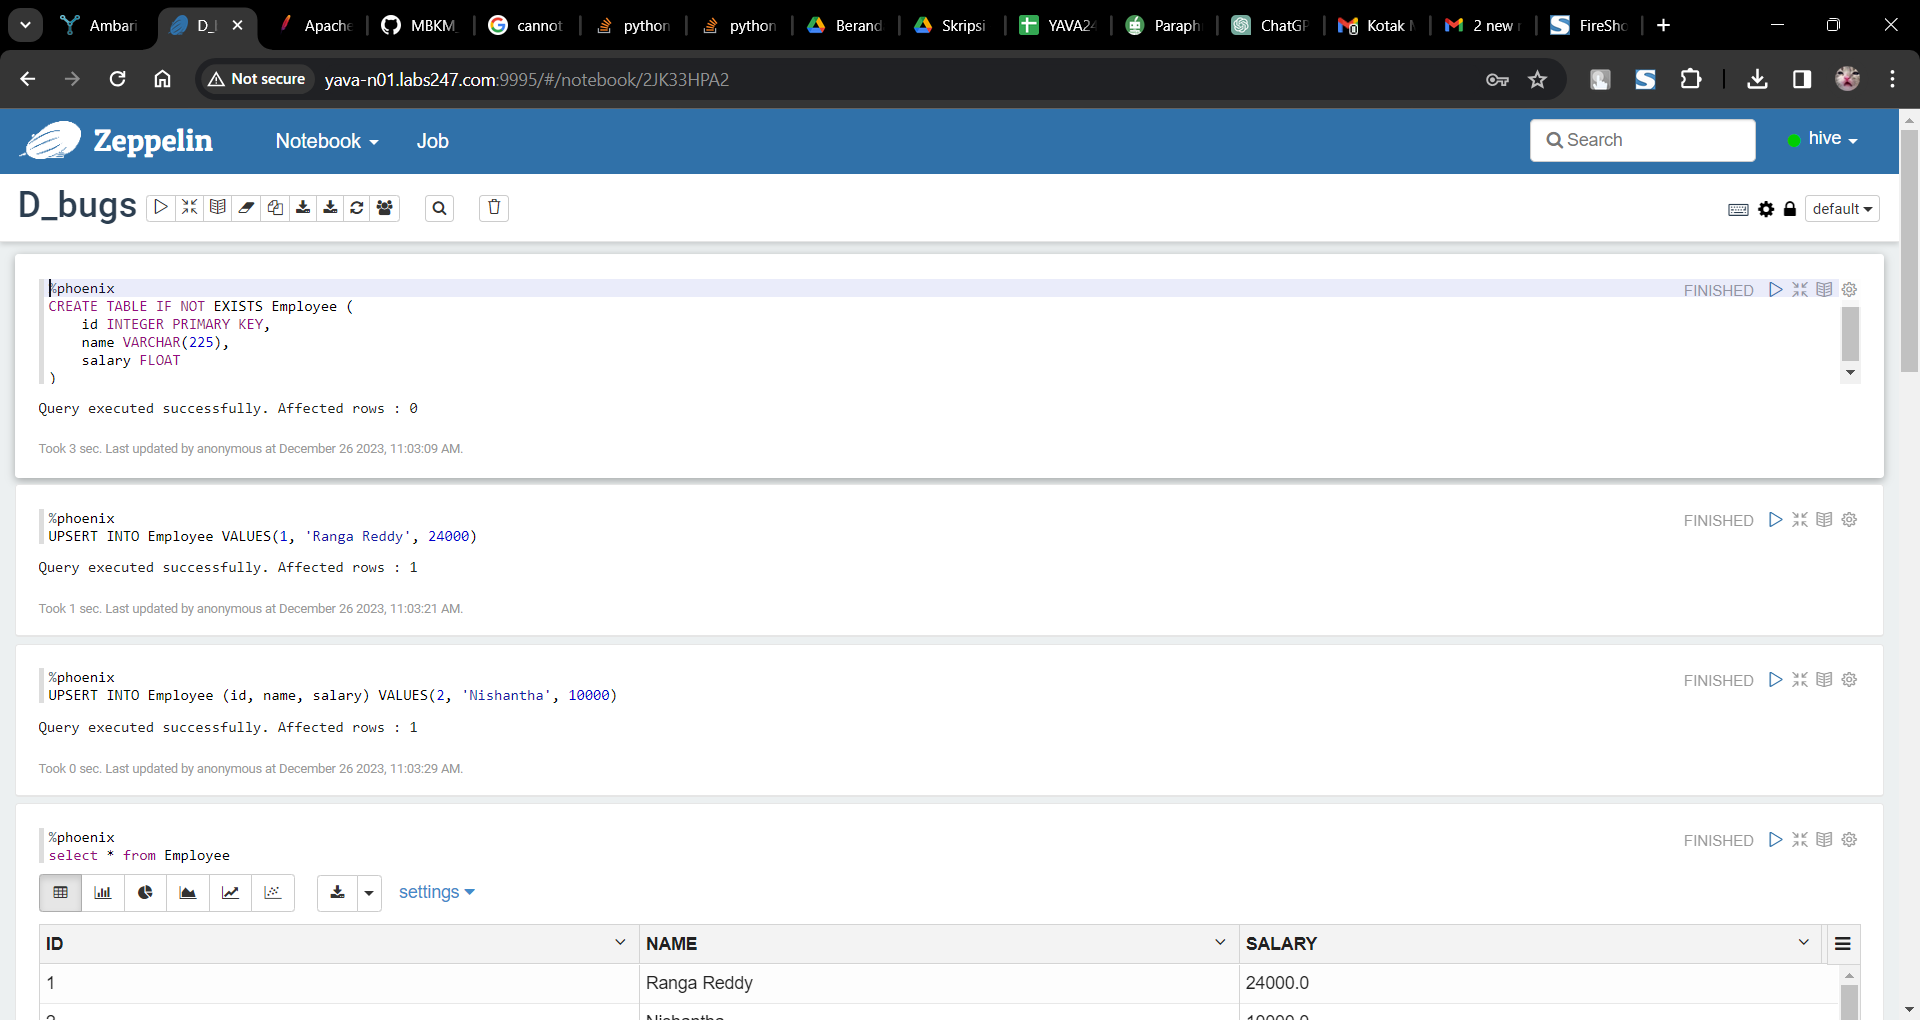 Ambari
D_l
Apache
MBKM_
cannot
python
python
Berand
Skripsi
YAVA24
Paraph
ChatGP
Kotak M
2 new r
FireSho
Not secure
yava-n01.labs247.com:9995/#/notebook/2JK33HPA2
Zeppelin
Notebook
Job
Search
hive
D_bugs
default
%phoenix
FINISHED
CREATE TABLE IF NOT EXISTS Employee (
id INTEGER PRIMARY KEY,
name VARCHAR(225),
salary FLOAT
)
Query executed successfully. Affected rows : 0
Took 3 sec. Last updated by anonymous at December 26 2023, 11:03:09 AM.
%phoenix
FINISHED
UPSERT INTO Employee VALUES(1, 'Ranga Reddy', 24000)
Query executed successfully. Affected rows : 1
Took 1 sec. Last updated by anonymous at December 26 2023, 11:03:21 AM.
%phoenix
FINISHED
UPSERT INTO Employee (id, name, salary) VALUES(2, 'Nishantha', 10000)
Query executed successfully. Affected rows : 1
Took 0 sec. Last updated by anonymous at December 26 2023, 11:03:29 AM.
%phoenix
FINISHED
select * from Employee
settings
ID NAME SALARY
1 Ranga Reddy 24000.0
2 Nishantha 10000.0